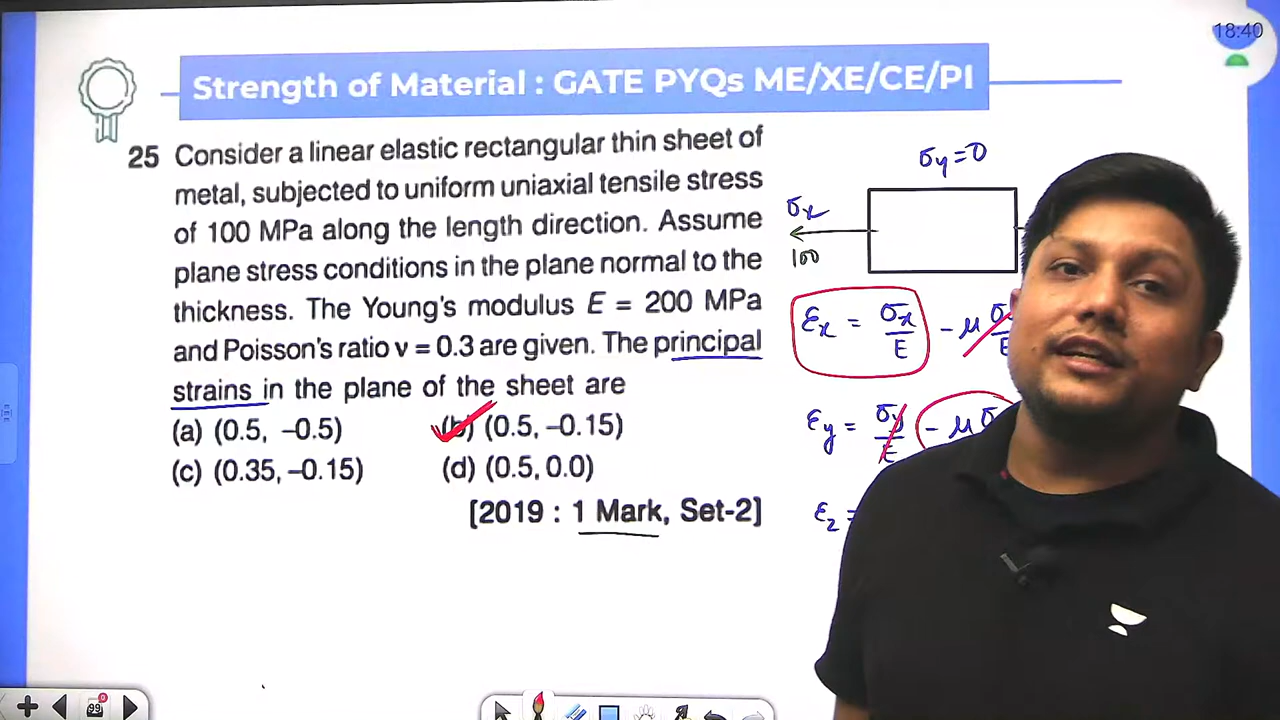 18:40
Strength of Material : GATE PYQs ME/XE/CE/PI
25 Consider a linear elastic rectangular thin sheet of
metal, subjected to uniform uniaxial tensile stress
of 100 MPa along the length direction. Assume
plane stress conditions in the plane normal to the
thickness. The Young's modulus E = 200 MPa
and Poisson's ratio ν = 0.3 are given. The principal
strains in the plane of the sheet are
(a) (0.5, –0.5) (b) (0.5, –0.15)
(c) (0.35, –0.15) (d) (0.5, 0.0)
[2019 : 1 Mark, Set-2]
σy=0
σx
100
εx = σx/E - μ σ
εy = σy/E - μ σ
εz =
99